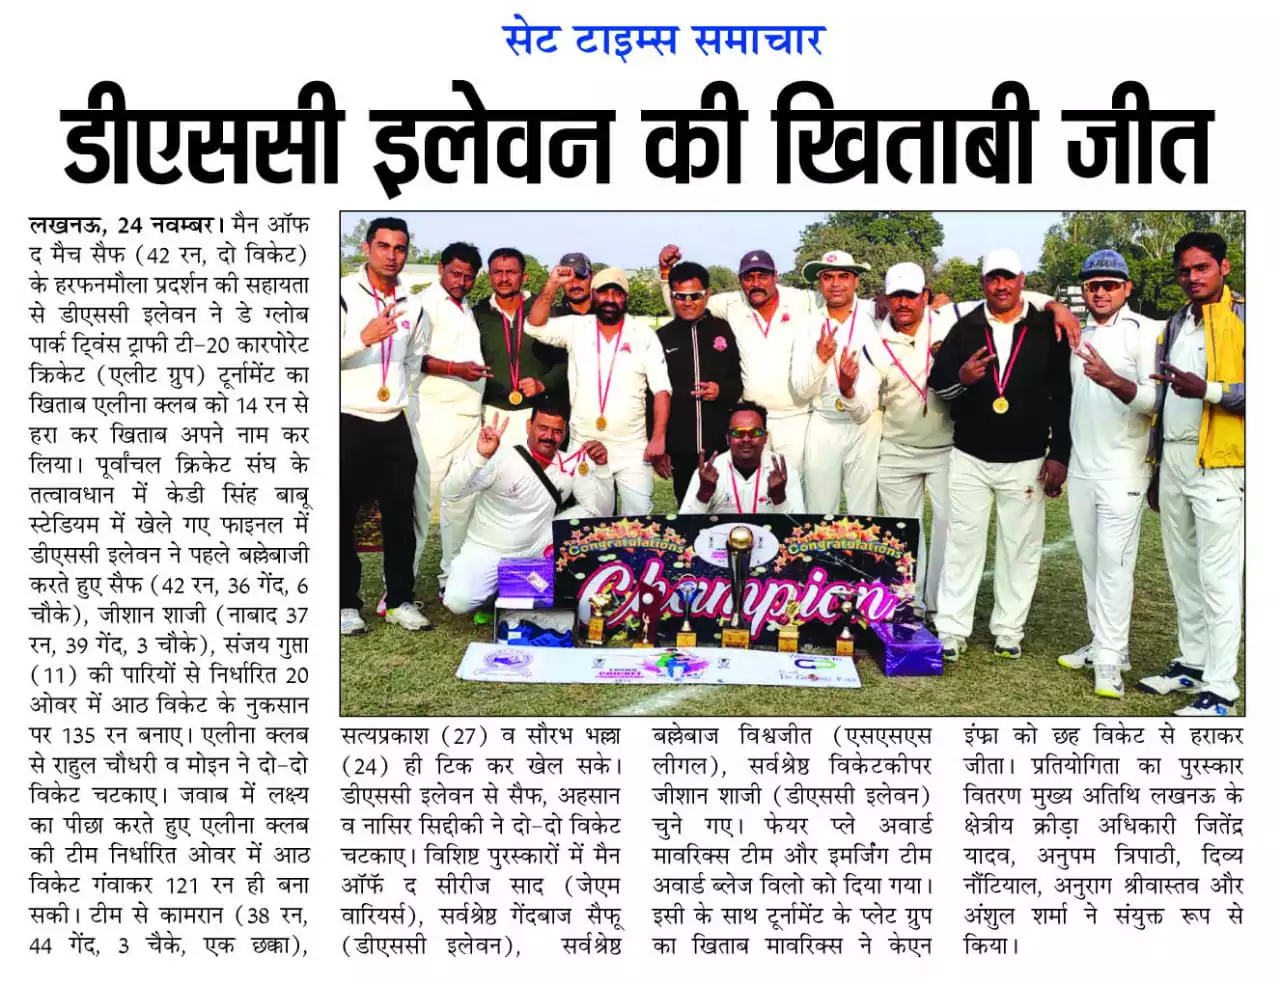 सेट टाइम्स समाचार
डीएससी इलेवन की खिताबी जीत
लखनऊ, 24 नवम्बर। मैन ऑफ
द मैच सैफ (42 रन, दो विकेट)
के हरफनमौला प्रदर्शन की सहायता
से डीएससी इलेवन ने डे ग्लोब
पार्क ट्विंस ट्राफी टी-20 कारपोरेट
क्रिकेट (एलीट ग्रुप) टूर्नामेंट का
खिताब एलीना क्लब को 14 रन से
हरा कर खिताब अपने नाम कर
लिया। पूर्वांचल क्रिकेट संघ के
तत्वावधान में केडी सिंह बाबू
स्टेडियम में खेले गए फाइनल में
डीएससी इलेवन ने पहले बल्लेबाजी
करते हुए सैफ (42 रन, 36 गेंद, 6
चौके), जीशान शाजी (नाबाद 37
रन, 39 गेंद, 3 चौके), संजय गुप्ता
(11) की पारियों से निर्धारित 20
ओवर में आठ विकेट के नुकसान
पर 135 रन बनाए। एलीना क्लब
से राहुल चौधरी व मोइन ने दो-दो
विकेट चटकाए। जवाब में लक्ष्य
का पीछा करते हुए एलीना क्लब
की टीम निर्धारित ओवर में आठ
विकेट गंवाकर 121 रन ही बना
सकी। टीम से कामरान (38 रन,
44 गेंद, 3 चैके, एक छक्का),
Congratulations
Congratulations
Champion
सत्यप्रकाश (27) व सौरभ भल्ला
(24) ही टिक कर खेल सके।
डीएससी इलेवन से सैफ, अहसान
व नासिर सिद्दीकी ने दो-दो विकेट
चटकाए। विशिष्ट पुरस्कारों में मैन
ऑफॅ द सीरीज साद (जेएम
वारियर्स), सर्वश्रेष्ठ गेंदबाज सैफू
(डीएससी इलेवन), सर्वश्रेष्ठ
बल्लेबाज विश्वजीत (एसएसएस
लीगल), सर्वश्रेष्ठ विकेटकीपर
जीशान शाजी (डीएससी इलेवन)
चुने गए। फेयर प्ले अवार्ड
मावरिक्स टीम और इमर्जिंग टीम
अवार्ड ब्लेज विलो को दिया गया।
इसी के साथ टूर्नामेंट के प्लेट ग्रुप
का खिताब मावरिक्स ने केएन
इंफ्रा को छह विकेट से हराकर
जीता। प्रतियोगिता का पुरस्कार
वितरण मुख्य अतिथि लखनऊ के
क्षेत्रीय क्रीड़ा अधिकारी जितेंद्र
यादव, अनुपम त्रिपाठी, दिव्य
नौटियाल, अनुराग श्रीवास्तव और
अंशुल शर्मा ने संयुक्त रूप से
किया।